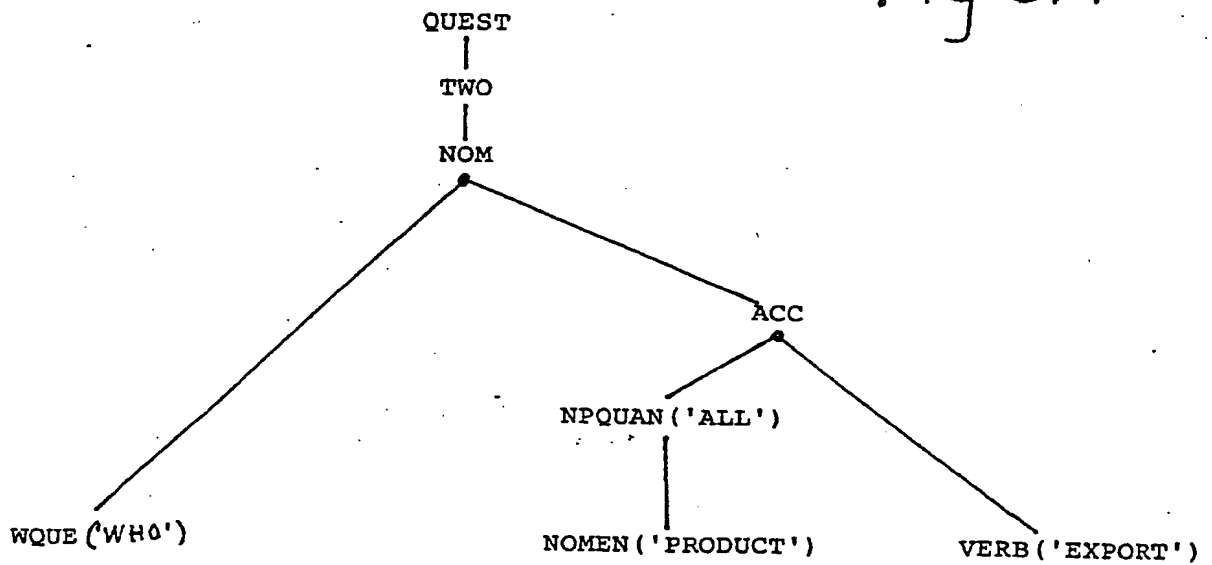 QUEST
TWO
NOM
ACC
NPQUAN('ALL')
WQUE('WHO')
NOMEN('PRODUCT')
VERB('EXPORT')